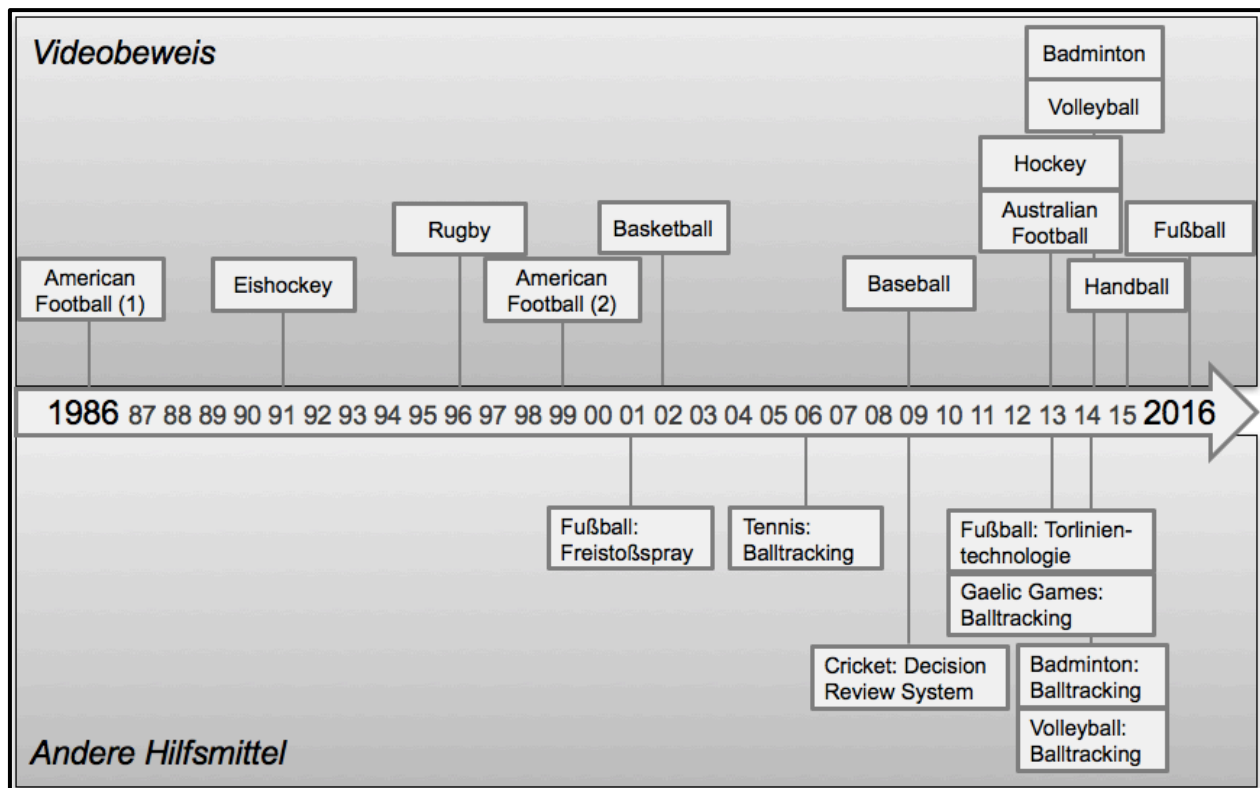 Videobeweis
Badminton
Volleyball
Hockey
Australian
Football
Rugby
Basketball
Fußball
American
Football (1)
Eishockey
American
Football (2)
Baseball
Handball
1986 87 88 89 90 91 92 93 94 95 96 97 98 99 00 01 02 03 04 05 06 07 08 09 10 11 12 13 14 15 2016
Fußball:
Freistoßspray
Tennis:
Balltracking
Fußball: Torlinien-
technologie
Gaelic Games:
Balltracking
Cricket: Decision
Review System
Badminton:
Balltracking
Volleyball:
Balltracking
Andere Hilfsmittel